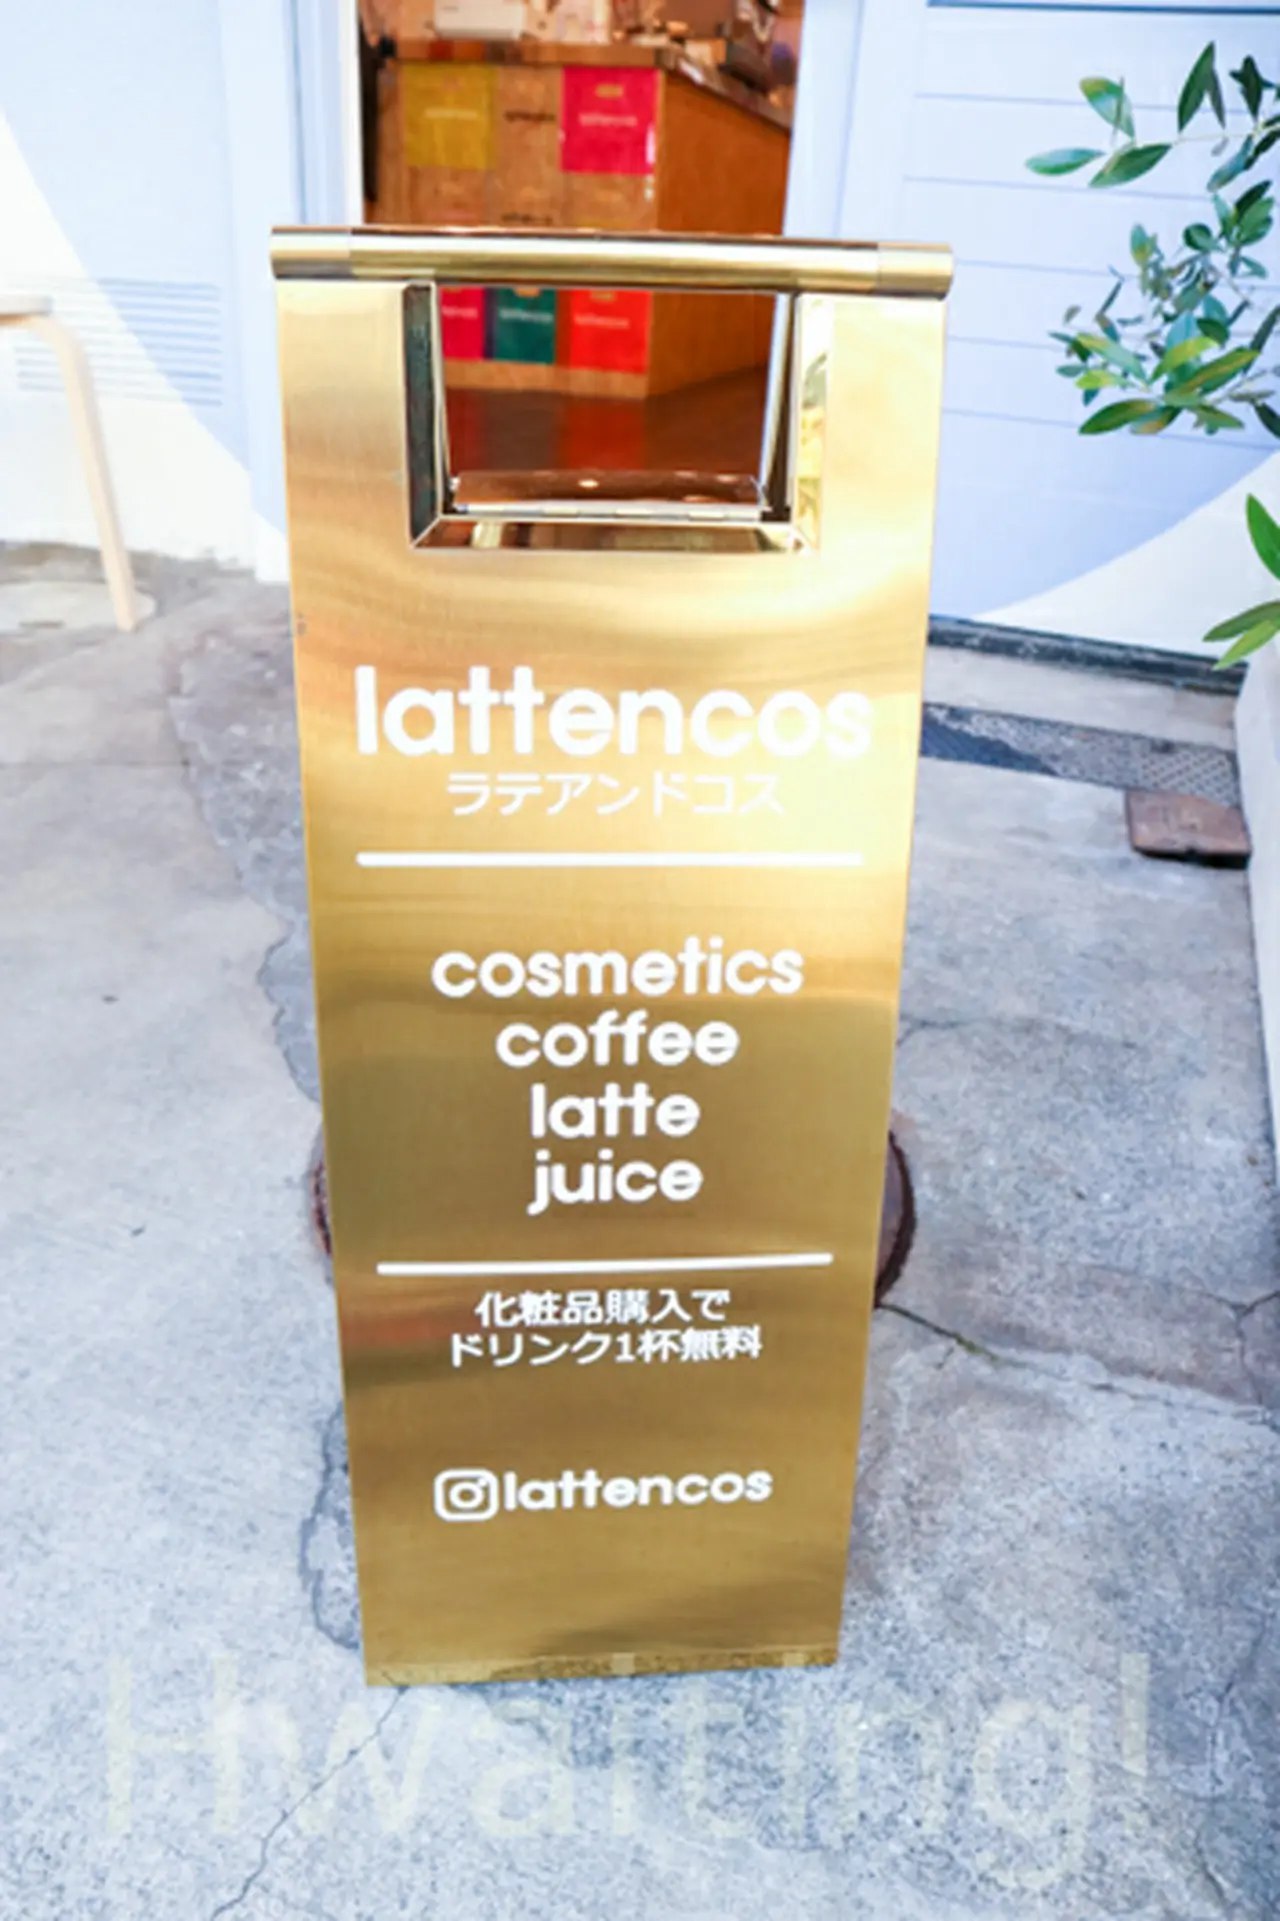 lattencos
ラテアンドコス
cosmetics
coffee
latte
juice
化粧品購入で
ドリンク1杯無料
lattencos
Hwaiting!